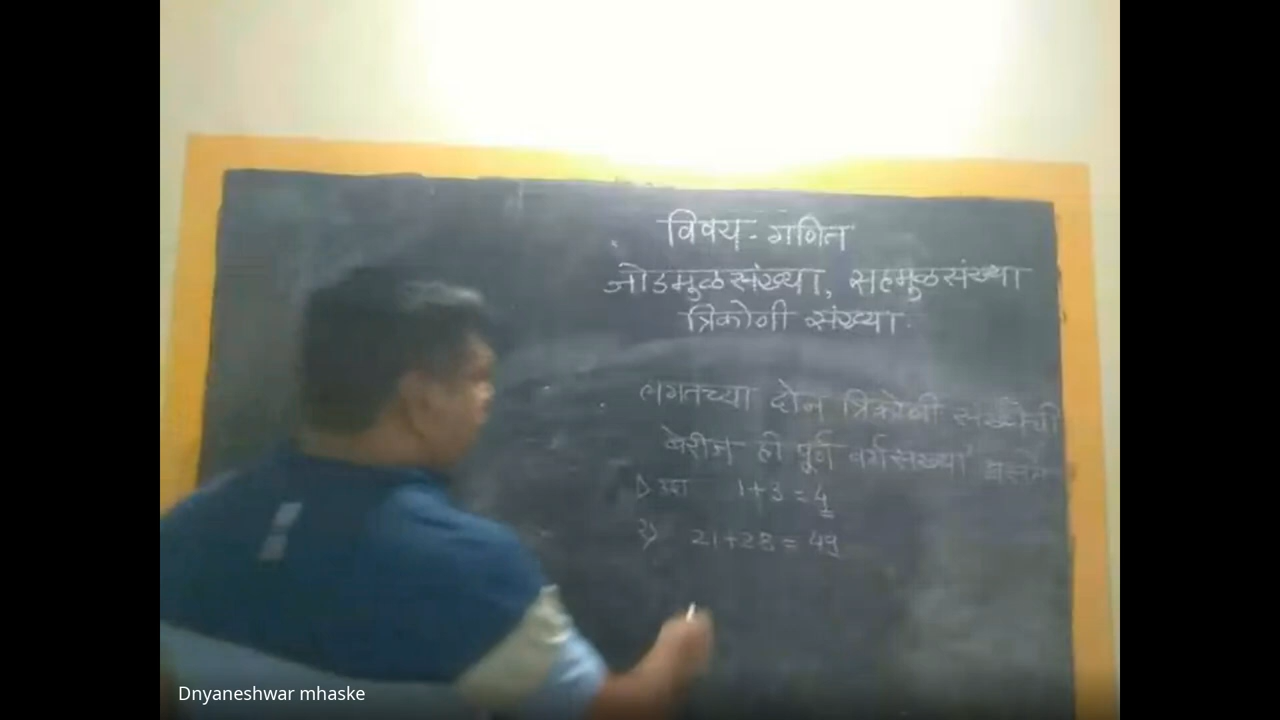 विषय - गणित
जोडमुळसंख्या, सहमुळसंख्या
त्रिकोणी संख्या
लगतच्या दोन त्रिकोणी संख्यांची
बेरीज ही पूर्ण वर्गसंख्या असते
1) उदा 1+3=4
2) 21+28=49
Dnyaneshwar mhaske